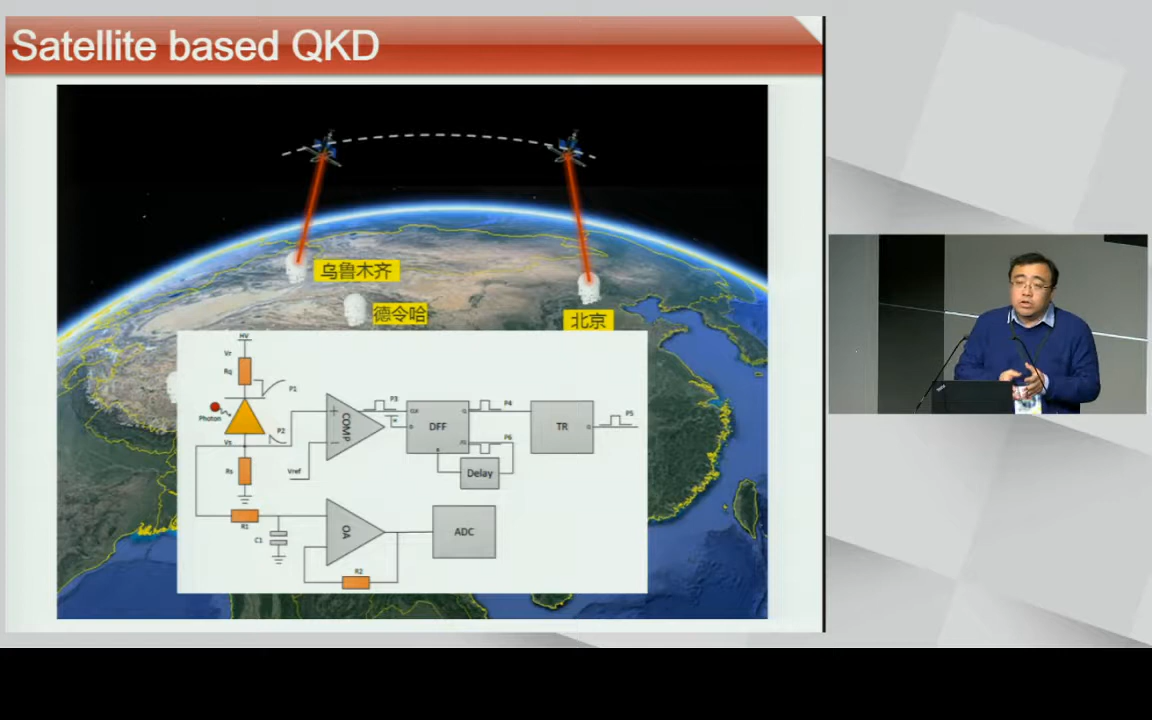 Satellite based QKD
乌鲁木齐
德令哈
北京
HV
Vr
Rq
P1
Photon
P2
Vs
Rs
R1
C1
Vref
+
−
COMP
P3
DFF
CLK
D
Q
R
P4
P6
Delay
TR
Q
P5
OA
R2
ADC